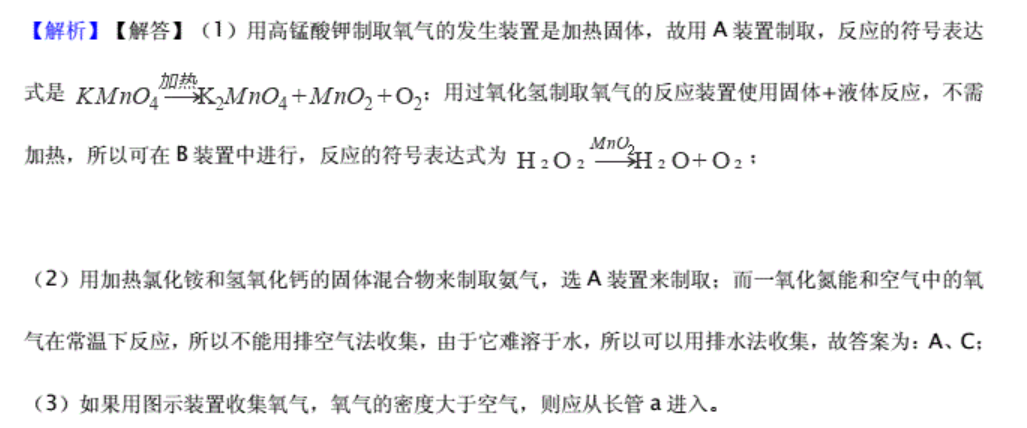 【解析】【解答】（1）用高锰酸钾制取氧气的发生装置是加热固体，故用 A 装置制取，反应的符号表达
式是 KMnO₄ —加热→ K₂MnO₄+MnO₂+O₂；用过氧化氢制取氧气的反应装置使用固体+液体反应，不需
加热，所以可在 B 装置中进行，反应的符号表达式为 H₂O₂ —MnO₂→ H₂O+O₂；
（2）用加热氯化铵和氢氧化钙的固体混合物来制取氨气，选 A 装置来制取；而一氧化氮能和空气中的氧
气在常温下反应，所以不能用排空气法收集，由于它难溶于水，所以可以用排水法收集，故答案为：A、C；
（3）如果用图示装置收集氧气，氧气的密度大于空气，则应从长管 a 进入。